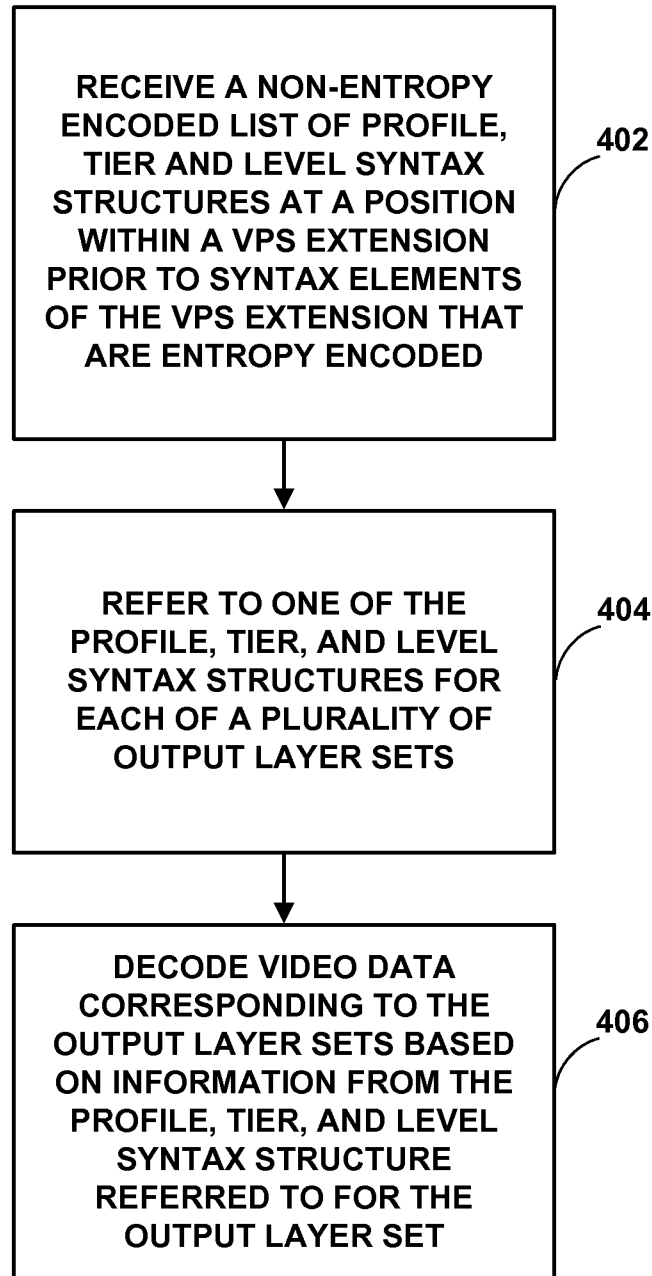 RECEIVE A NON-ENTROPY
ENCODED LIST OF PROFILE,
TIER AND LEVEL SYNTAX
STRUCTURES AT A POSITION
WITHIN A VPS EXTENSION
PRIOR TO SYNTAX ELEMENTS
OF THE VPS EXTENSION THAT
ARE ENTROPY ENCODED
402
REFER TO ONE OF THE
PROFILE, TIER, AND LEVEL
SYNTAX STRUCTURES FOR
EACH OF A PLURALITY OF
OUTPUT LAYER SETS
404
DECODE VIDEO DATA
CORRESPONDING TO THE
OUTPUT LAYER SETS BASED
ON INFORMATION FROM THE
PROFILE, TIER, AND LEVEL
SYNTAX STRUCTURE
REFERRED TO FOR THE
OUTPUT LAYER SET
406